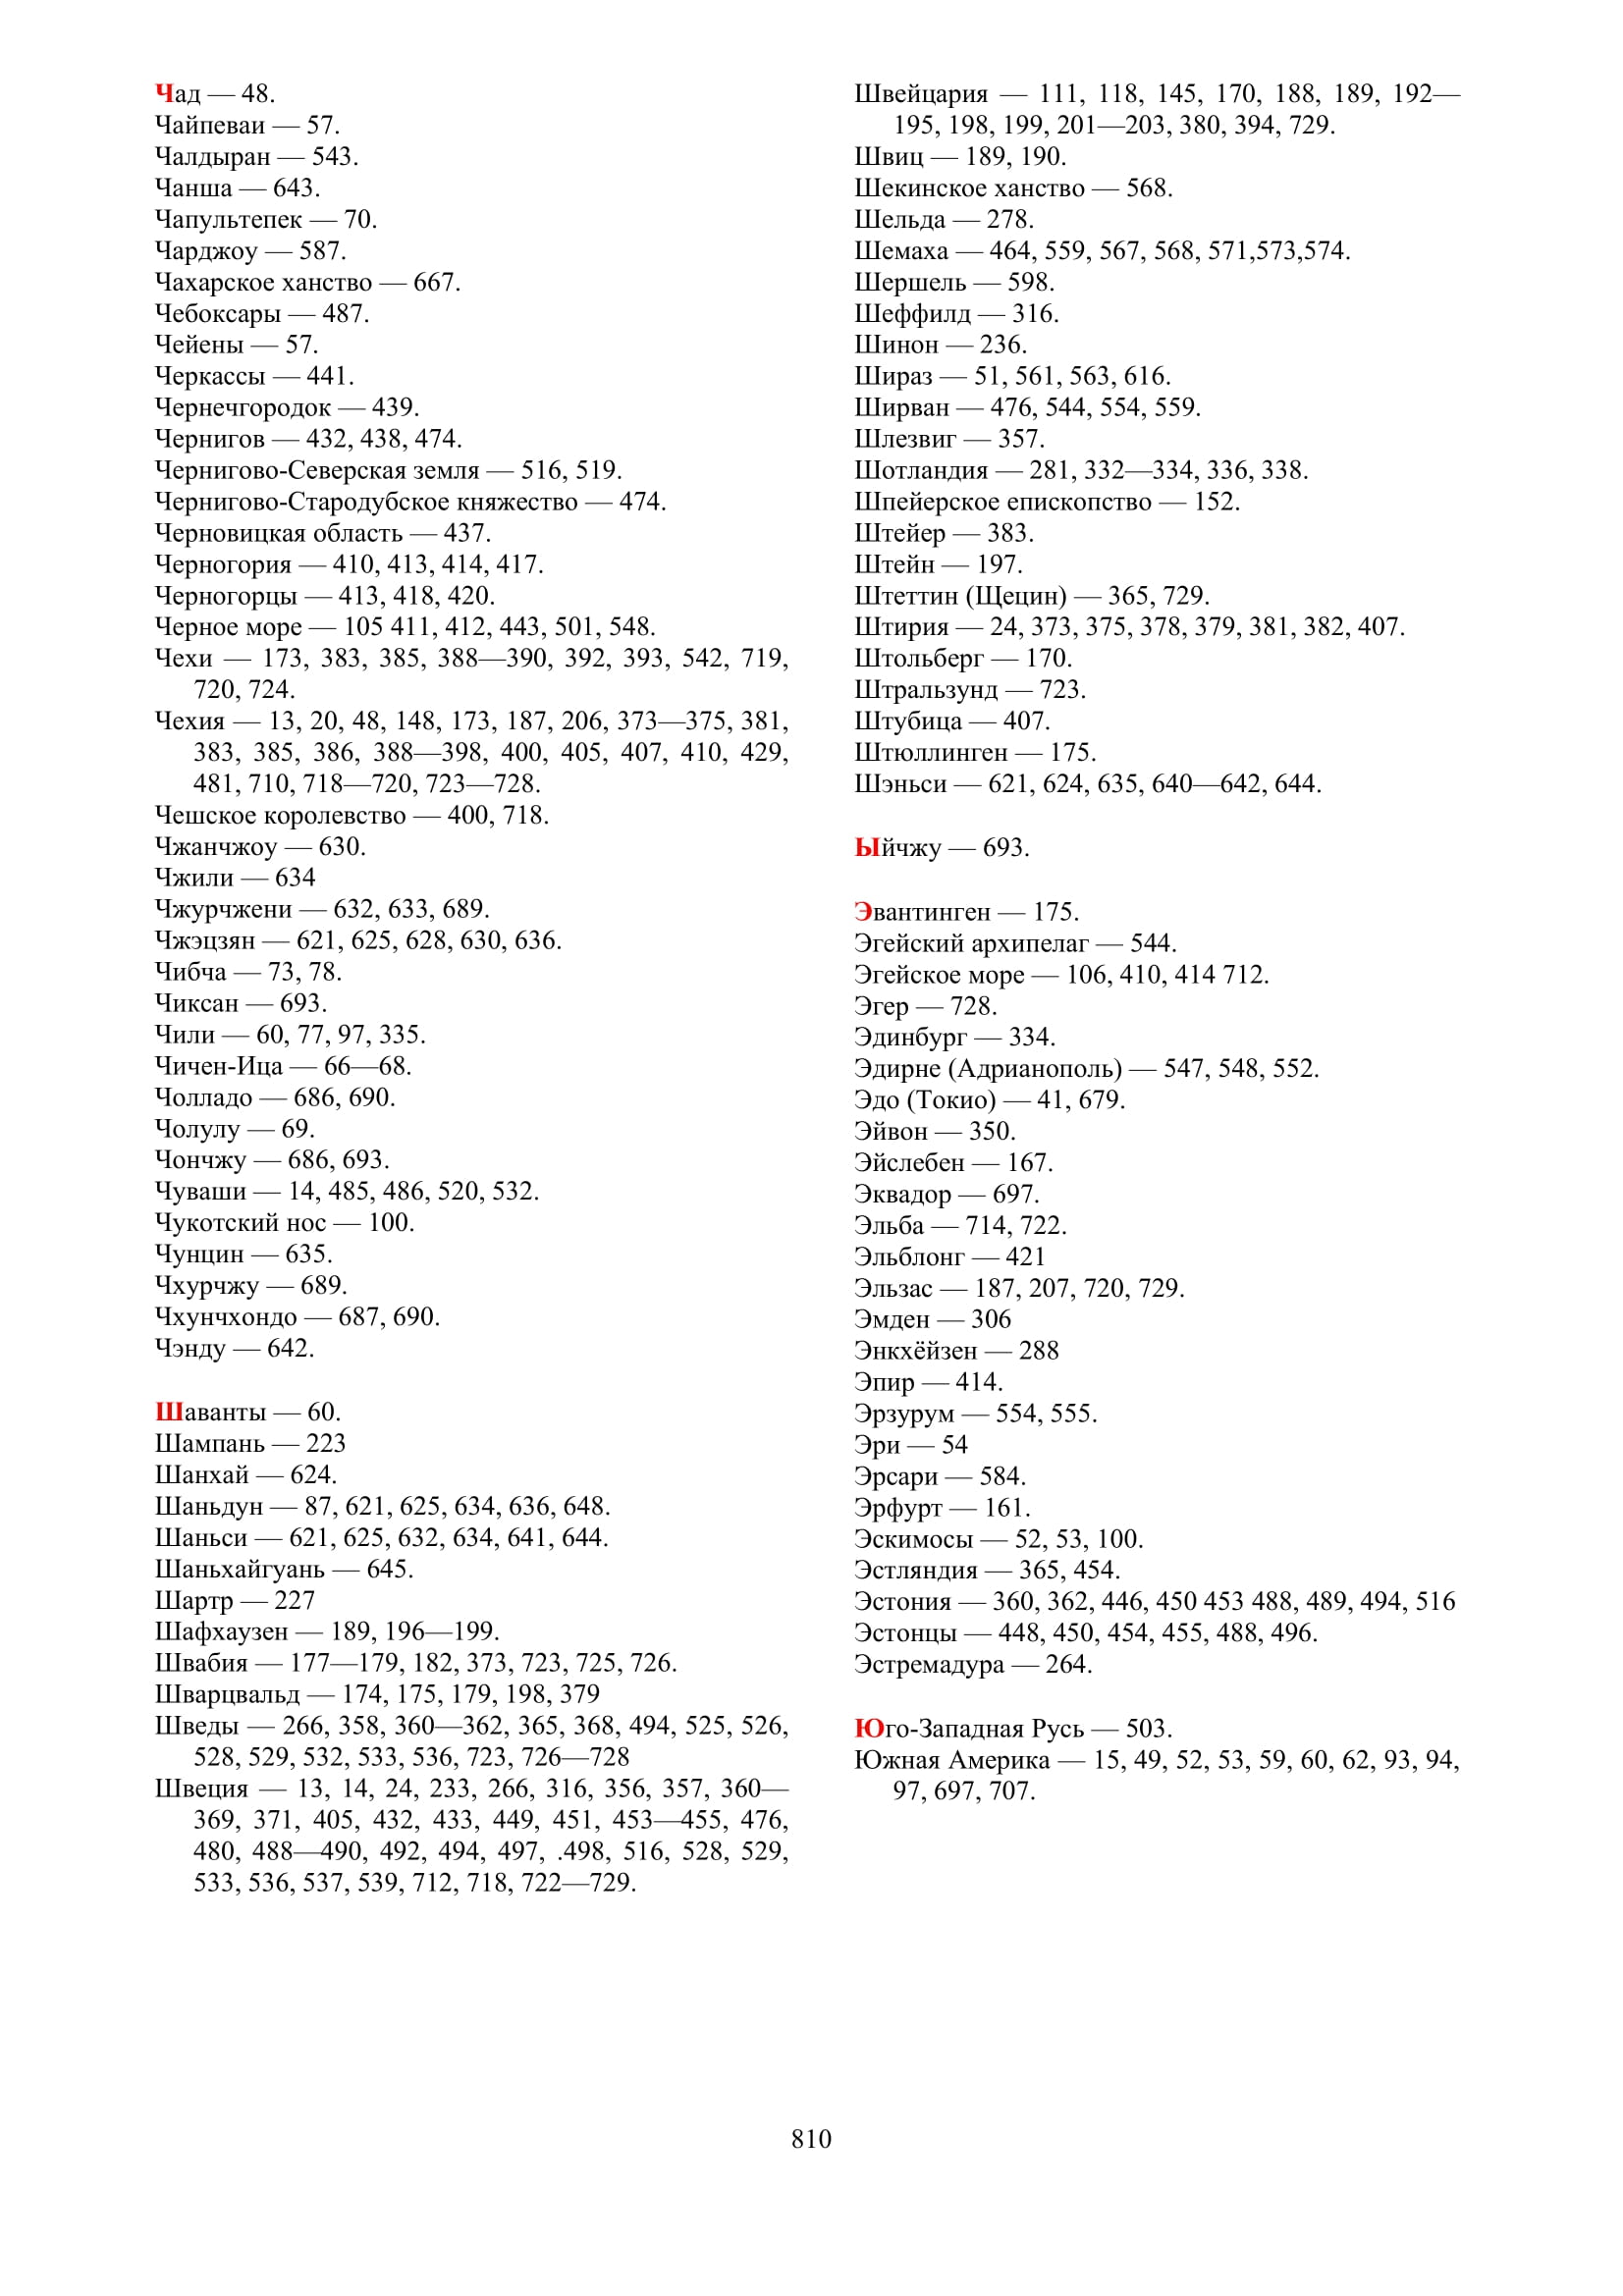 Чад — 48.
Чайпеваи — 57.
Чалдыран — 543.
Чанша — 643.
Чапультепек — 70.
Чарджоу — 587.
Чахарское ханство — 667.
Чебоксары — 487.
Чейены — 57.
Черкассы — 441.
Чернечгородок — 439.
Чернигов — 432, 438, 474.
Чернигово-Северская земля — 516, 519.
Чернигово-Стародубское княжество — 474.
Черновицкая область — 437.
Черногория — 410, 413, 414, 417.
Черногорцы — 413, 418, 420.
Черное море — 105 411, 412, 443, 501, 548.
Чехи — 173, 383, 385, 388—390, 392, 393, 542, 719,
720, 724.
Чехия — 13, 20, 48, 148, 173, 187, 206, 373—375, 381,
383, 385, 386, 388—398, 400, 405, 407, 410, 429,
481, 710, 718—720, 723—728.
Чешское королевство — 400, 718.
Чжанчжоу — 630.
Чжили — 634
Чжурчжени — 632, 633, 689.
Чжэцзян — 621, 625, 628, 630, 636.
Чибча — 73, 78.
Чиксан — 693.
Чили — 60, 77, 97, 335.
Чичен-Ица — 66—68.
Чолладо — 686, 690.
Чолулу — 69.
Чончжу — 686, 693.
Чуваши — 14, 485, 486, 520, 532.
Чукотский нос — 100.
Чунцин — 635.
Чхурчжу — 689.
Чхунчхондо — 687, 690.
Чэнду — 642.
Шаванты — 60.
Шампань — 223
Шанхай — 624.
Шаньдун — 87, 621, 625, 634, 636, 648.
Шаньси — 621, 625, 632, 634, 641, 644.
Шаньхайгуань — 645.
Шартр — 227
Шафхаузен — 189, 196—199.
Швабия — 177—179, 182, 373, 723, 725, 726.
Шварцвальд — 174, 175, 179, 198, 379
Шведы — 266, 358, 360—362, 365, 368, 494, 525, 526,
528, 529, 532, 533, 536, 723, 726—728
Швеция — 13, 14, 24, 233, 266, 316, 356, 357, 360—
369, 371, 405, 432, 433, 449, 451, 453—455, 476,
480, 488—490, 492, 494, 497, .498, 516, 528, 529,
533, 536, 537, 539, 712, 718, 722—729.
Швейцария — 111, 118, 145, 170, 188, 189, 192—
195, 198, 199, 201—203, 380, 394, 729.
Швиц — 189, 190.
Шекинское ханство — 568.
Шельда — 278.
Шемаха — 464, 559, 567, 568, 571,573,574.
Шершель — 598.
Шеффилд — 316.
Шинон — 236.
Шираз — 51, 561, 563, 616.
Ширван — 476, 544, 554, 559.
Шлезвиг — 357.
Шотландия — 281, 332—334, 336, 338.
Шпейерское епископство — 152.
Штейер — 383.
Штейн — 197.
Штеттин (Щецин) — 365, 729.
Штирия — 24, 373, 375, 378, 379, 381, 382, 407.
Штольберг — 170.
Штральзунд — 723.
Штубица — 407.
Штюллинген — 175.
Шэньси — 621, 624, 635, 640—642, 644.
Ыйчжу — 693.
Эвантинген — 175.
Эгейский архипелаг — 544.
Эгейское море — 106, 410, 414 712.
Эгер — 728.
Эдинбург — 334.
Эдирне (Адрианополь) — 547, 548, 552.
Эдо (Токио) — 41, 679.
Эйвон — 350.
Эйслебен — 167.
Эквадор — 697.
Эльба — 714, 722.
Эльблонг — 421
Эльзас — 187, 207, 720, 729.
Эмден — 306
Энкхёйзен — 288
Эпир — 414.
Эрзурум — 554, 555.
Эри — 54
Эрсари — 584.
Эрфурт — 161.
Эскимосы — 52, 53, 100.
Эстляндия — 365, 454.
Эстония — 360, 362, 446, 450 453 488, 489, 494, 516
Эстонцы — 448, 450, 454, 455, 488, 496.
Эстремадура — 264.
Юго-Западная Русь — 503.
Южная Америка — 15, 49, 52, 53, 59, 60, 62, 93, 94,
97, 697, 707.
810